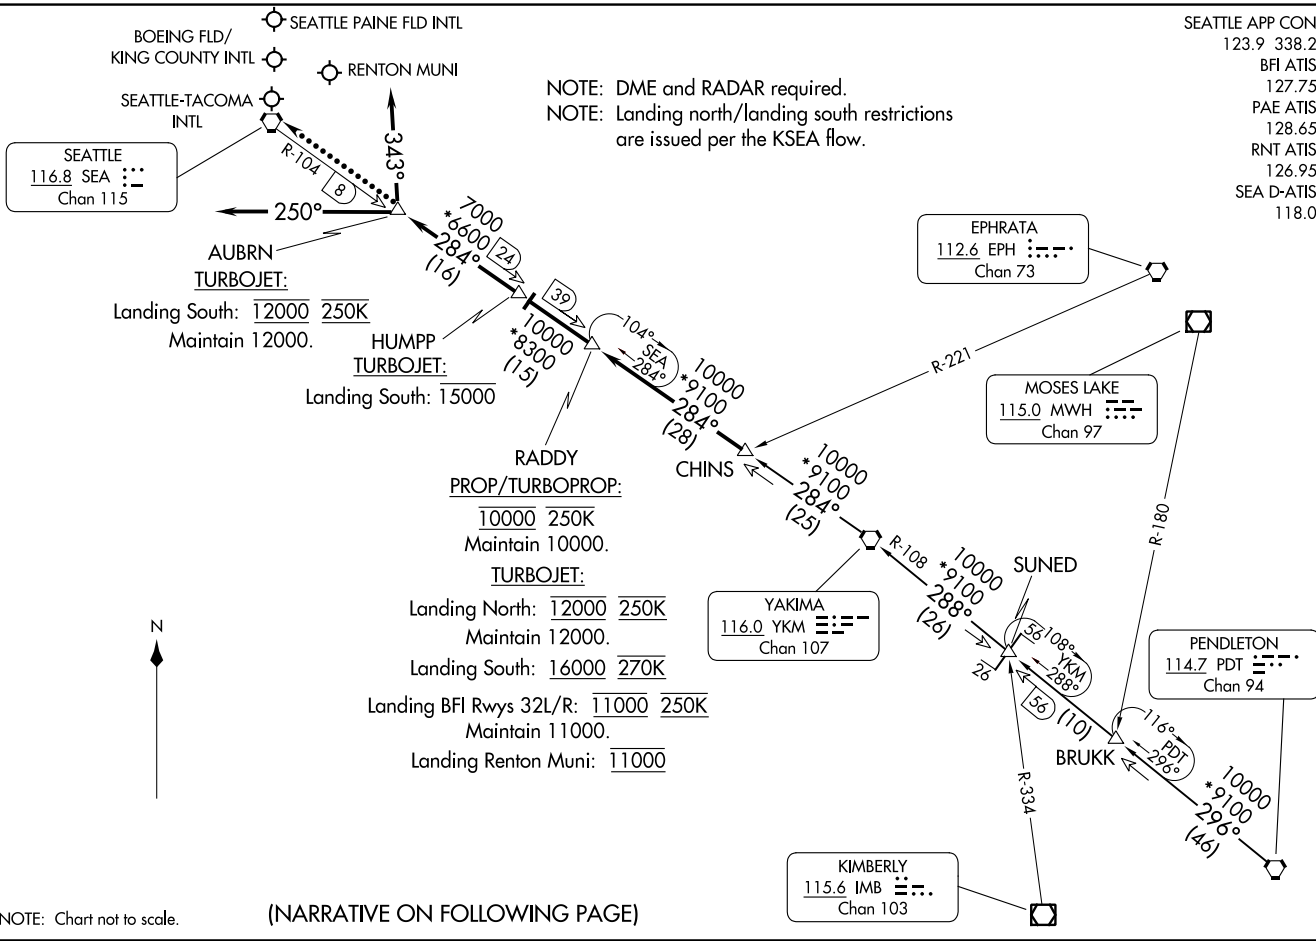 SEATTLE PAINE FLD INTL
BOEING FLD/
KING COUNTY INTL
RENTON MUNI
SEATTLE-TACOMA
INTL
SEATTLE
116.8 SEA
Chan 115
R-104
8
343°
250°
NOTE: DME and RADAR required.
NOTE: Landing north/landing south restrictions
are issued per the KSEA flow.
SEATTLE APP CON
123.9 338.2
BFI ATIS
127.75
PAE ATIS
128.65
RNT ATIS
126.95
SEA D-ATIS
118.0
AUBRN
TURBOJET:
Landing South: 12000 250K
Maintain 12000.
7000
*6600
284°
(16)
24
HUMPP
TURBOJET:
Landing South: 15000
39
10000
*8300
(15)
104°
SEA
284°
RADDY
PROP/TURBOPROP:
10000 250K
Maintain 10000.
TURBOJET:
Landing North: 12000 250K
Maintain 12000.
Landing South: 16000 270K
Landing BFI Rwys 32L/R: 11000 250K
Maintain 11000.
Landing Renton Muni: 11000
10000
*9100
284°
(28)
CHINS
EPHRATA
112.6 EPH
Chan 73
R-221
MOSES LAKE
115.0 MWH
Chan 97
R-180
10000
*9100
284°
(25)
YAKIMA
116.0 YKM
Chan 107
R-108
10000
*9100
288°
(26)
SUNED
56
26
108°
YKM
288°
56
(10)
BRUKK
116°
PDT
296°
PENDLETON
114.7 PDT
Chan 94
10000
*9100
296°
(46)
R-334
KIMBERLY
115.6 IMB
Chan 103
N
NOTE: Chart not to scale.
(NARRATIVE ON FOLLOWING PAGE)